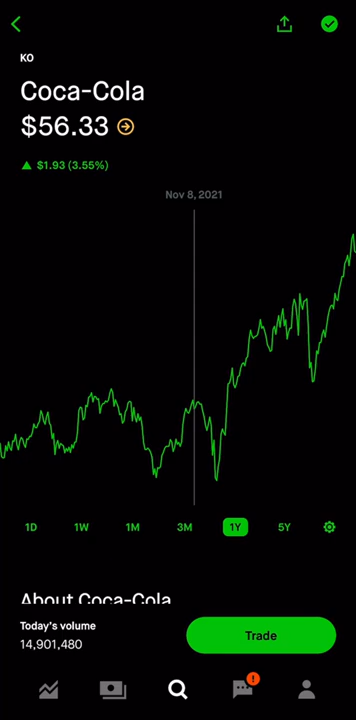 KO
Coca-Cola
$56.33
$1.93 (3.55%)
Nov 8, 2021
1D 1W 1M 3M 1Y 5Y
About Coca-Cola
Today's volume
14,901,480
Trade
!